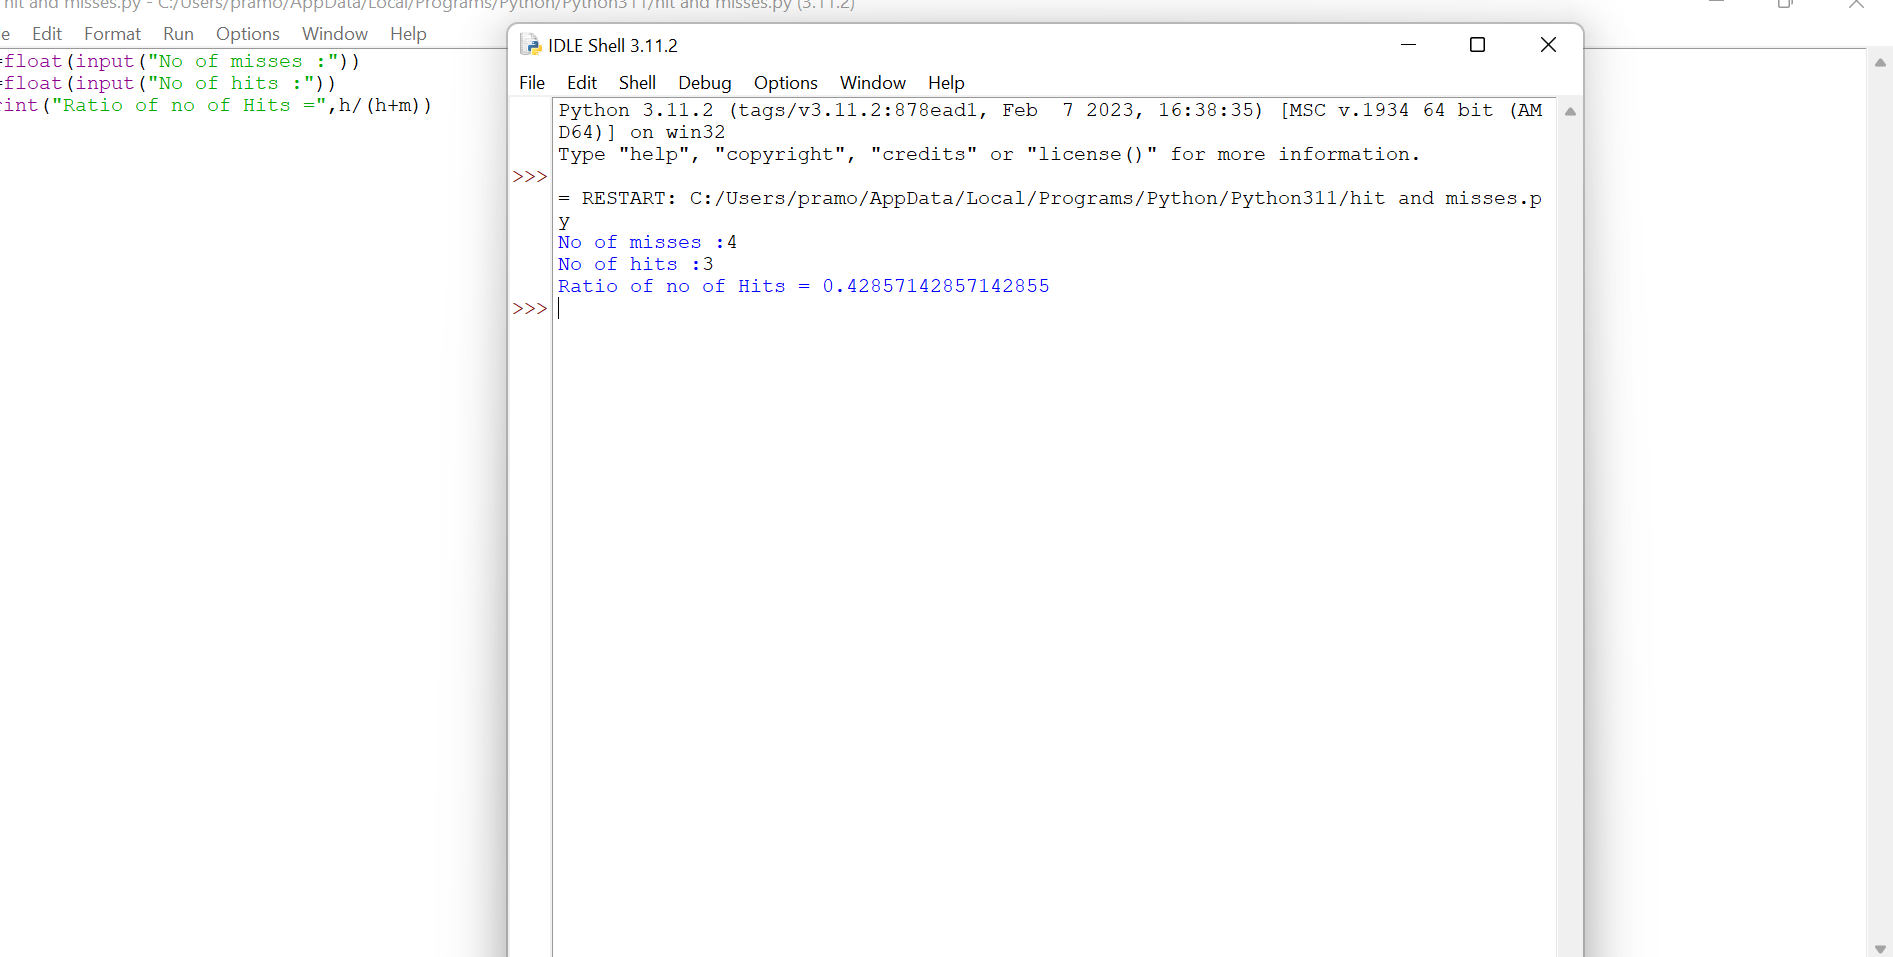 hit and misses.py - C:/Users/pramo/AppData/Local/Programs/Python/Python311/hit and misses.py (3.11.2)
e Edit Format Run Options Window Help
=float(input("No of misses :"))
=float(input("No of hits :"))
rint("Ratio of no of Hits =",h/(h+m))
IDLE Shell 3.11.2
File Edit Shell Debug Options Window Help
Python 3.11.2 (tags/v3.11.2:878ead1, Feb  7 2023, 16:38:35) [MSC v.1934 64 bit (AM
D64)] on win32
Type "help", "copyright", "credits" or "license()" for more information.
>>>
= RESTART: C:/Users/pramo/AppData/Local/Programs/Python/Python311/hit and misses.p
y
No of misses :4
No of hits :3
Ratio of no of Hits = 0.42857142857142855
>>>